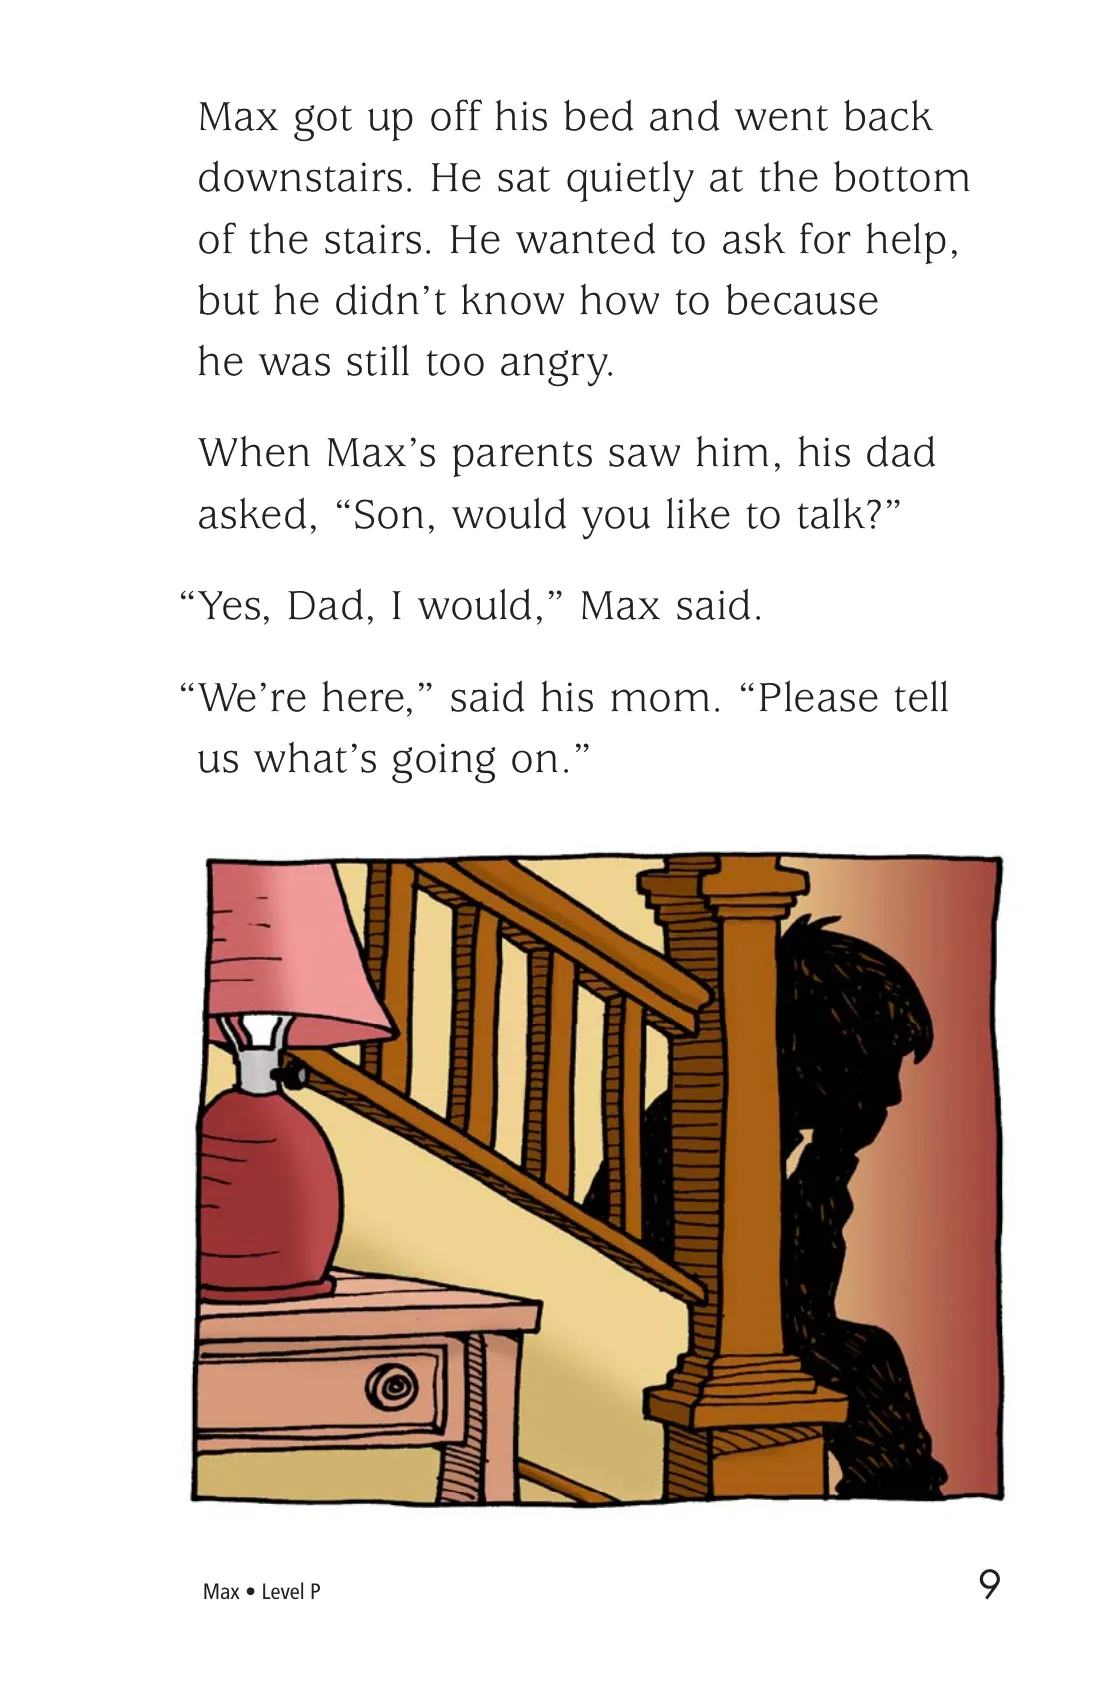 Max got up off his bed and went back
downstairs. He sat quietly at the bottom
of the stairs. He wanted to ask for help,
but he didn’t know how to because
he was still too angry.
When Max’s parents saw him, his dad
asked, “Son, would you like to talk?”
“Yes, Dad, I would,” Max said.
“We’re here,” said his mom. “Please tell
us what’s going on.”
Max • Level P
9